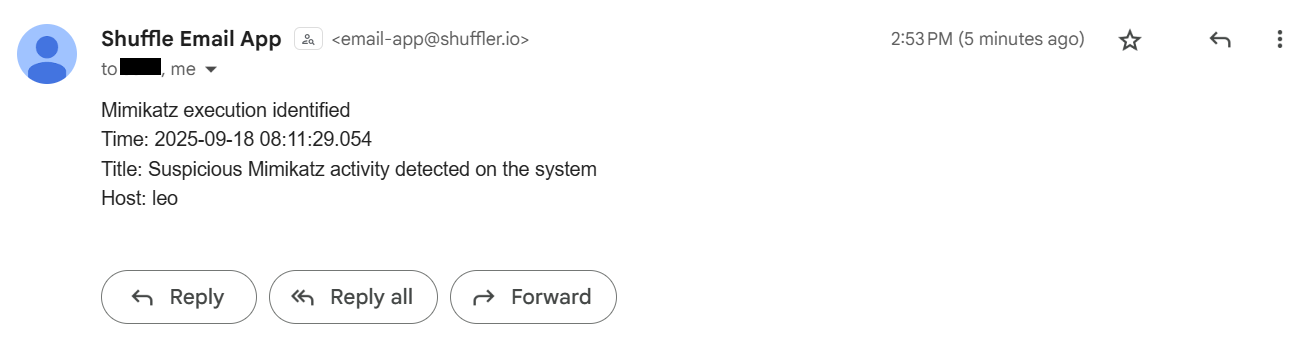 Shuffle Email App <email-app@shuffler.io> 2:53 PM (5 minutes ago)
to , me
Mimikatz execution identified
Time: 2025-09-18 08:11:29.054
Title: Suspicious Mimikatz activity detected on the system
Host: leo
Reply Reply all Forward